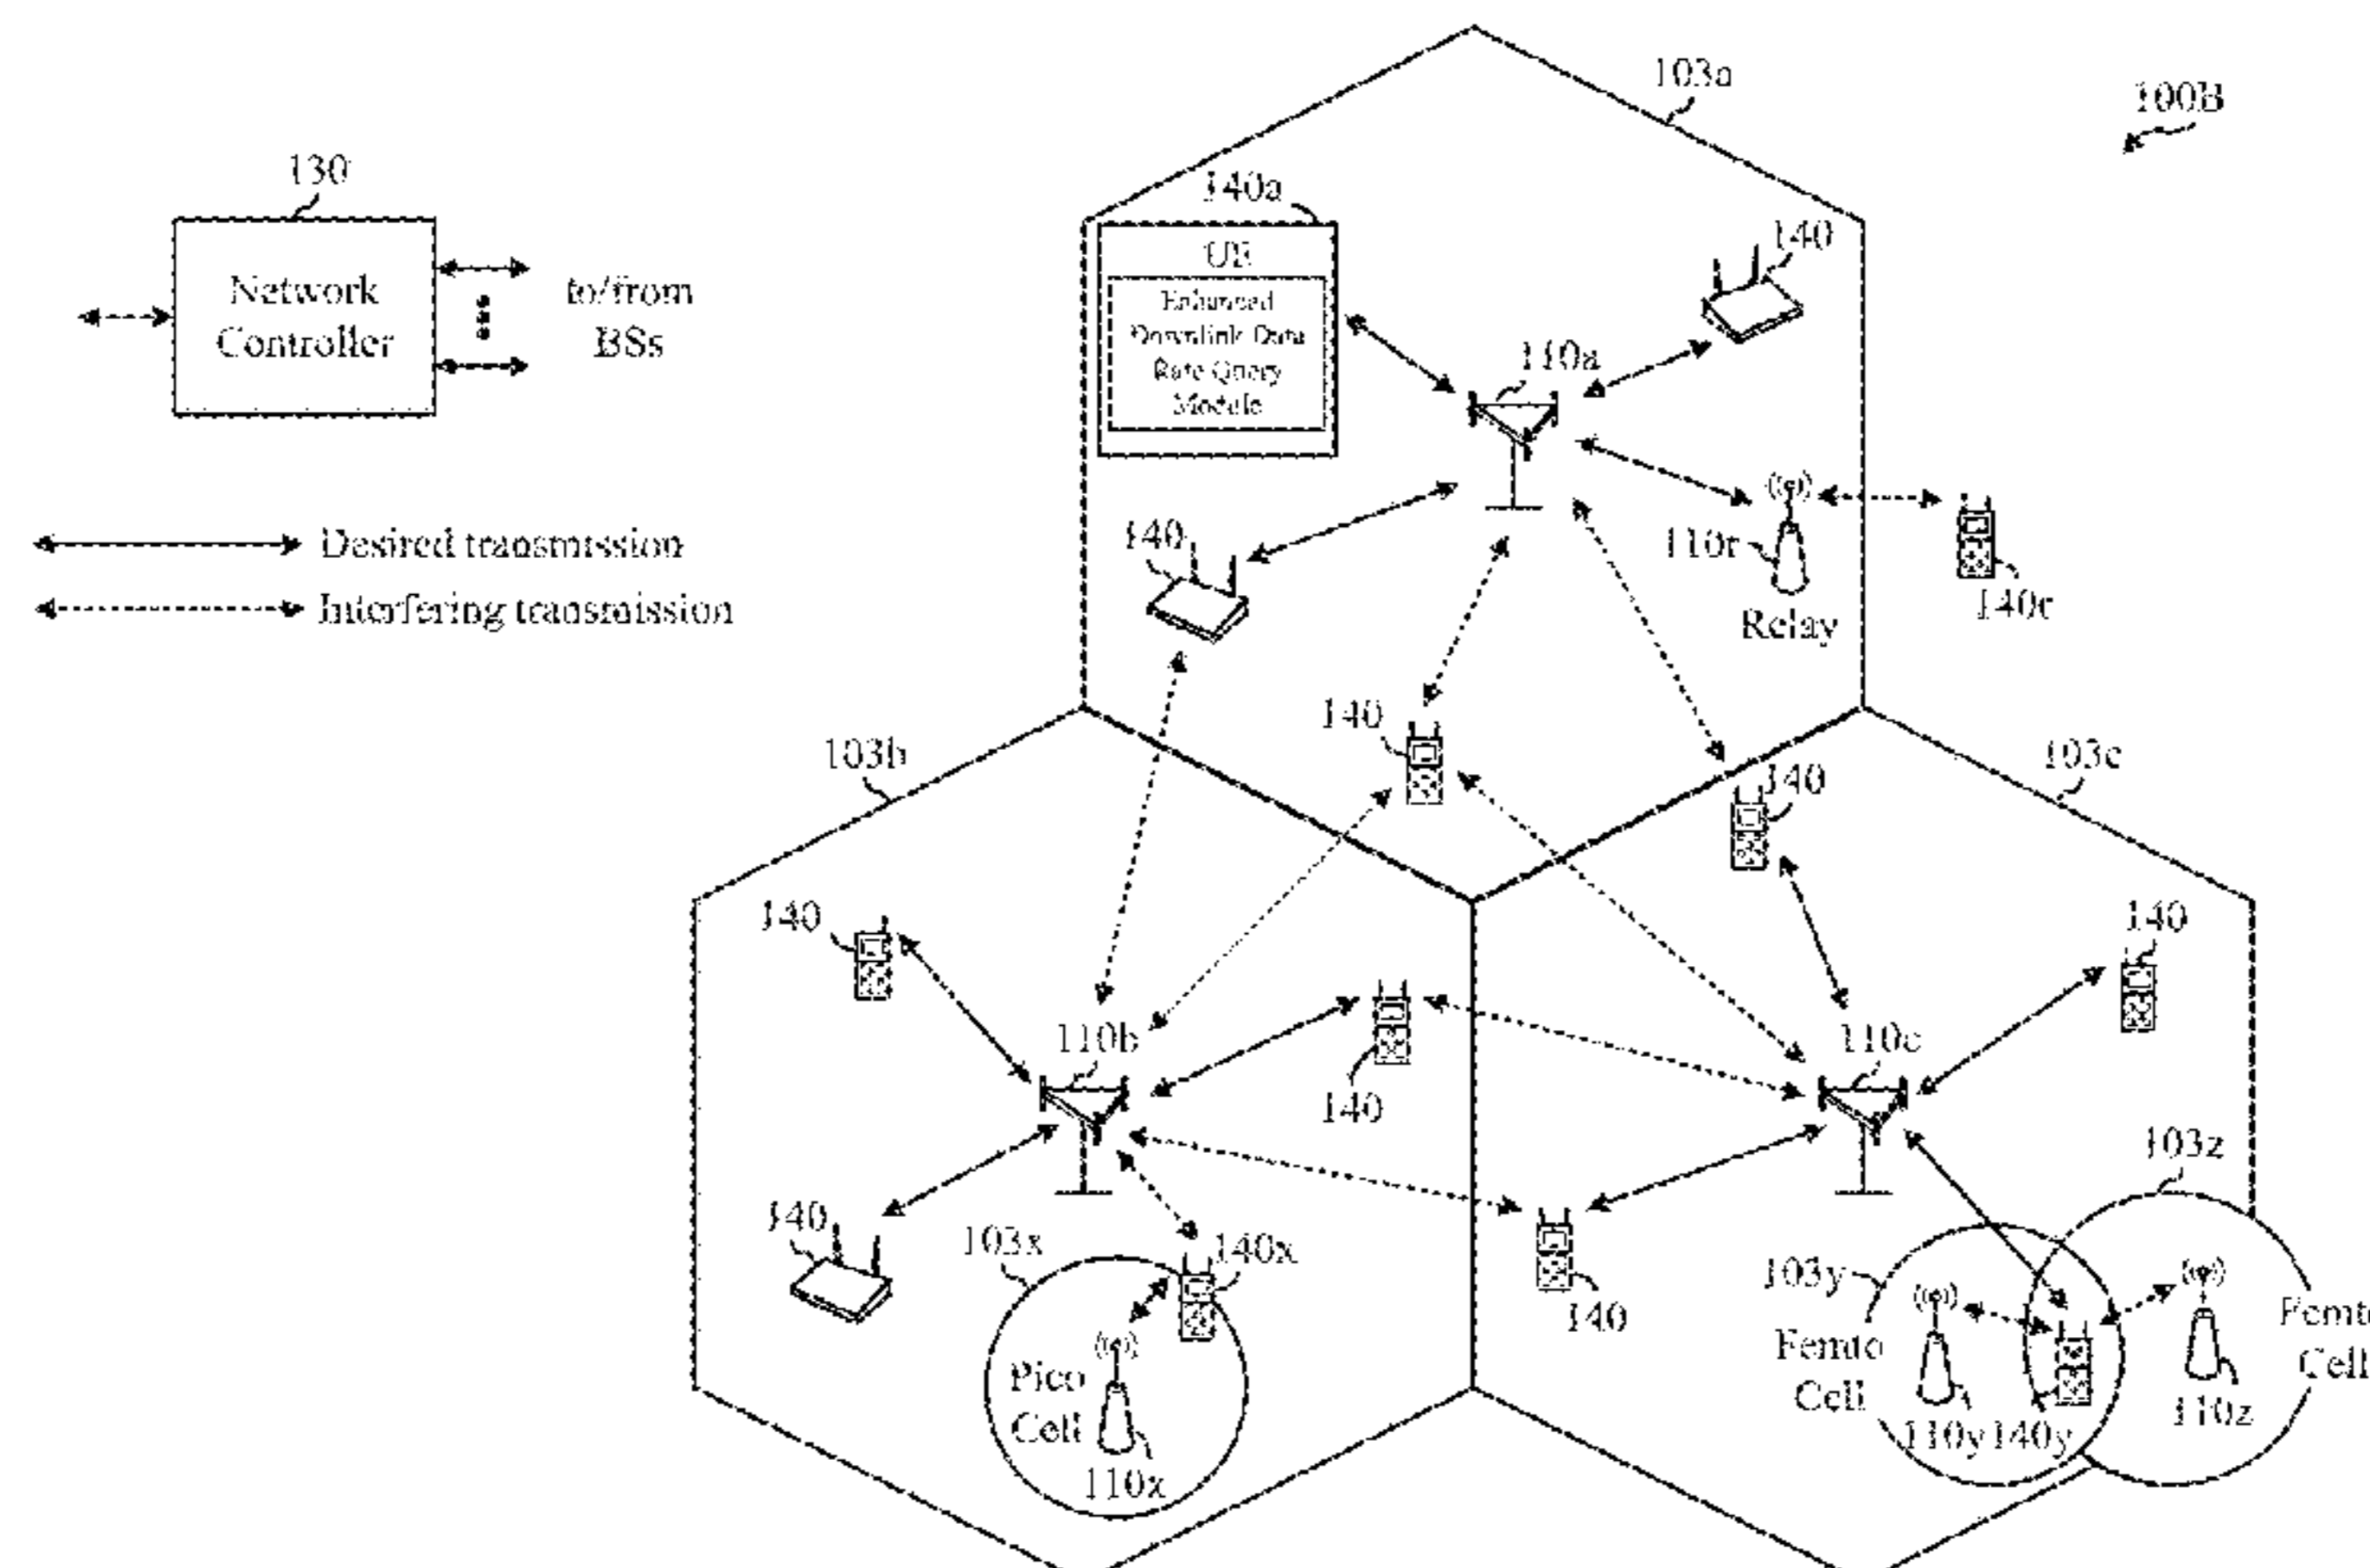 100B
103a
130
Network
Controller
to/from
BSs
140a
UE
Enhanced
Downlink Data
Rate Query
Module
140
110a
Desired transmission
Interfering transmission
140
110r
Relay
140r
140
103b
140
103c
140
140
110b
140
110c
103z
140
103x
140x
140
103y
Femto
Cell
Pico
Cell
110x
110y
140y
110z
Femto
Cell